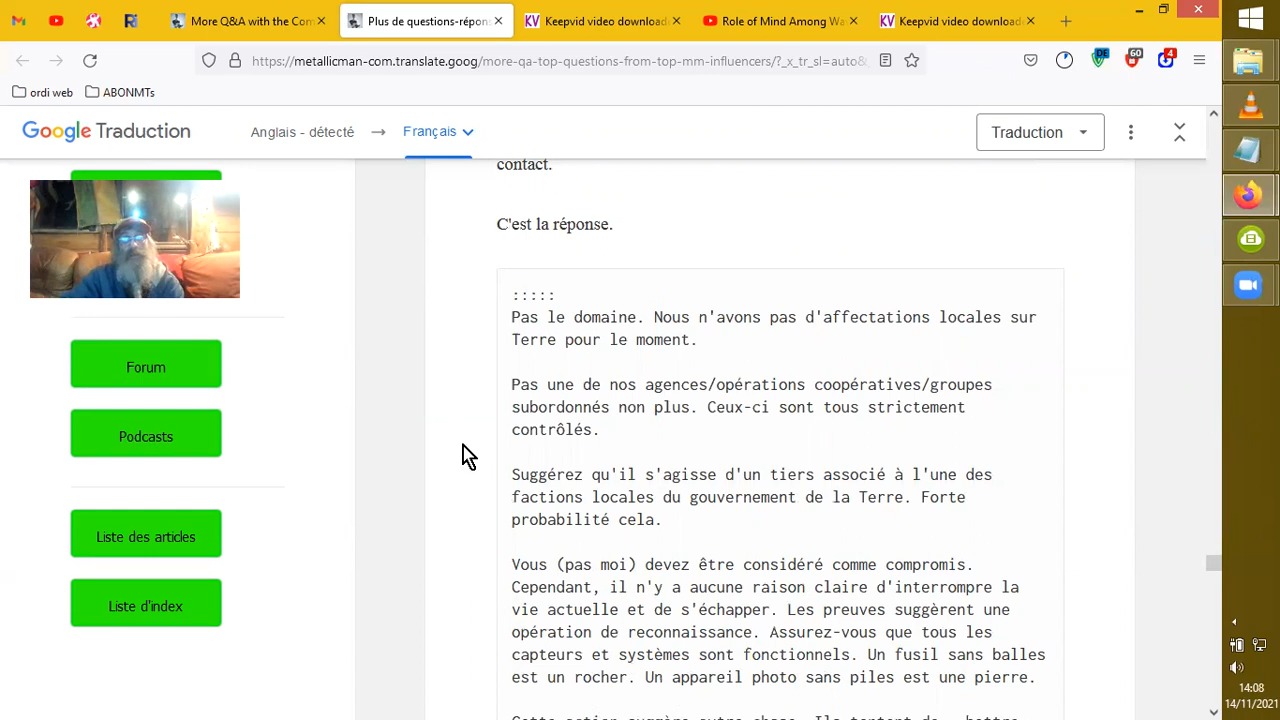 More Q&A with the Com
Plus de questions-répons
Keepvid video download
Role of Mind Among Wa
Keepvid video download
https://metallicman-com.translate.goog/more-qa-with-questions-from-top-mm-influencers/?_x_tr_sl=auto&
DE
60
4
ordi web
ABONMTs
Google Traduction
Anglais - détecté
Français
Traduction
contact.
C'est la réponse.
:::::
Pas le domaine. Nous n'avons pas d'affectations locales sur
Terre pour le moment.
Pas une de nos agences/opérations coopératives/groupes
subordonnés non plus. Ceux-ci sont tous strictement
contrôlés.
Suggérez qu'il s'agisse d'un tiers associé à l'une des
factions locales du gouvernement de la Terre. Forte
probabilité cela.
Vous (pas moi) devez être considéré comme compromis.
Cependant, il n'y a aucune raison claire d'interrompre la
vie actuelle et de s'échapper. Les preuves suggèrent une
opération de reconnaissance. Assurez-vous que tous les
capteurs et systèmes sont fonctionnels. Un fusil sans balles
est un rocher. Un appareil photo sans piles est une pierre.
Forum
Podcasts
Liste des articles
Liste d'index
14:08
14/11/2021